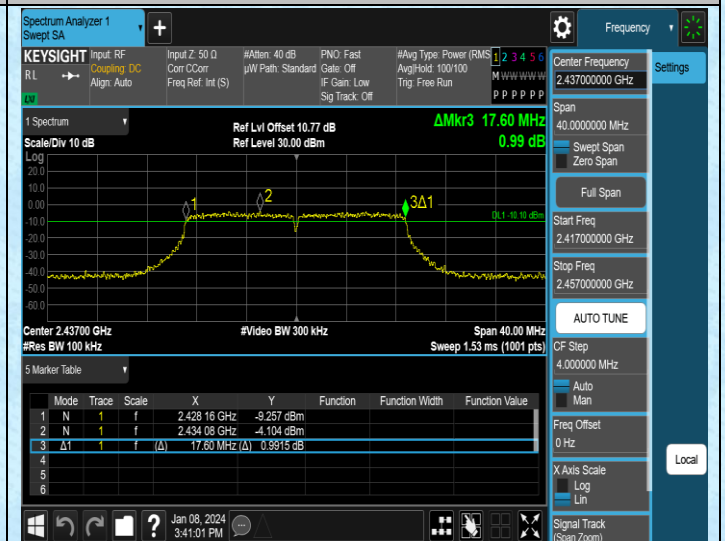 Spectrum Analyzer 1
Swept SA
Frequency
KEYSIGHT
RL
Input: RF
Coupling: DC
Align: Auto
Input Z: 50 Ω
Corr CCorr
Freq Ref: Int (S)
#Atten: 40 dB
µW Path: Standard
PNO: Fast
Gate: Off
IF Gain: Low
Sig Track: Off
#Avg Type: Power (RMS
Avg|Hold: 100/100
Trig: Free Run
1 2 3 4 5 6
M W W W W W
P P P P P P
1 Spectrum
Scale/Div 10 dB
Ref Lvl Offset 10.77 dB
Ref Level 30.00 dBm
ΔMkr3 17.60 MHz
0.99 dB
Log
20.0
10.0
0.00
-10.0
-20.0
-30.0
-40.0
-50.0
-60.0
1
2
3Δ1
DL1 -10.10 dBm
Center 2.43700 GHz
#Res BW 100 kHz
#Video BW 300 kHz
Span 40.00 MHz
Sweep 1.53 ms (1001 pts)
5 Marker Table
Mode Trace Scale X Y Function Function Width Function Value
1 N 1 f 2.428 16 GHz -9.257 dBm
2 N 1 f 2.434 08 GHz -4.104 dBm
3 Δ1 1 f (Δ) 17.60 MHz (Δ) 0.9915 dB
4
5
6
Jan 08, 2024
3:41:01 PM
Center Frequency
2.437000000 GHz
Span
40.0000000 MHz
Swept Span
Zero Span
Full Span
Start Freq
2.417000000 GHz
Stop Freq
2.457000000 GHz
AUTO TUNE
CF Step
4.000000 MHz
Auto
Man
Freq Offset
0 Hz
X Axis Scale
Log
Lin
Signal Track
(Span Zoom)
Settings
Local